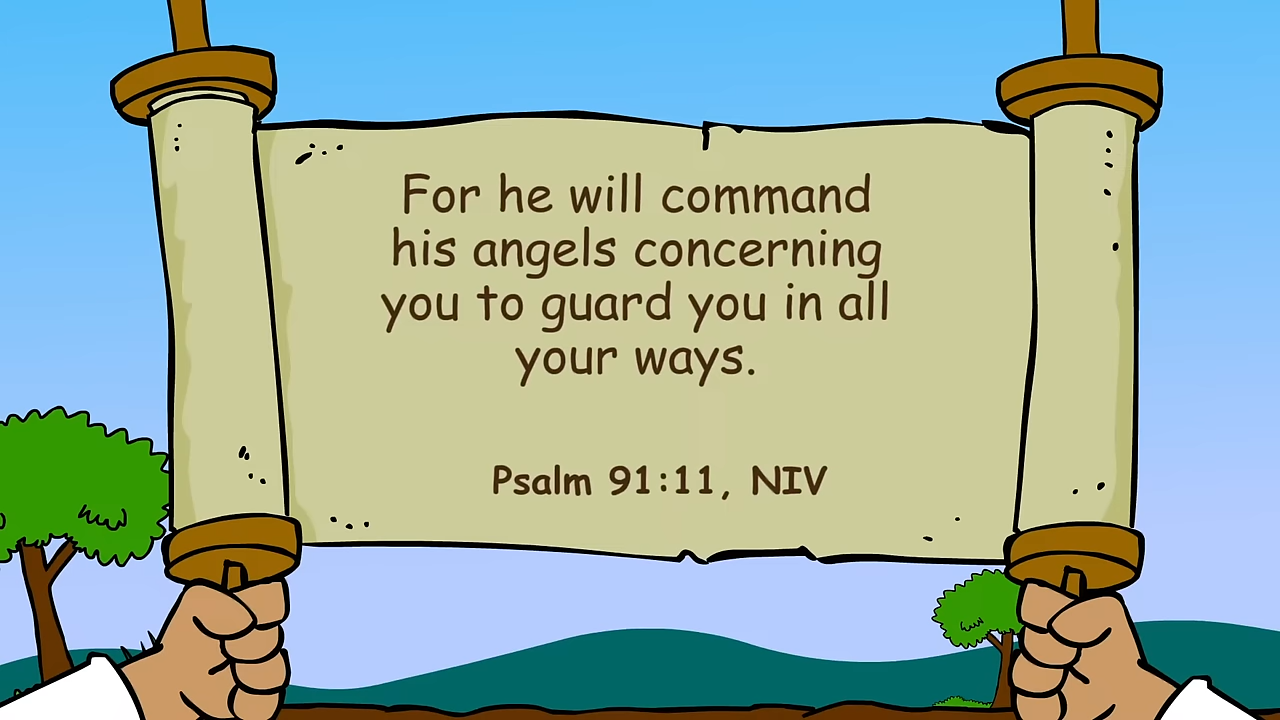 For he will command
his angels concerning
you to guard you in all
your ways.
Psalm 91:11, NIV